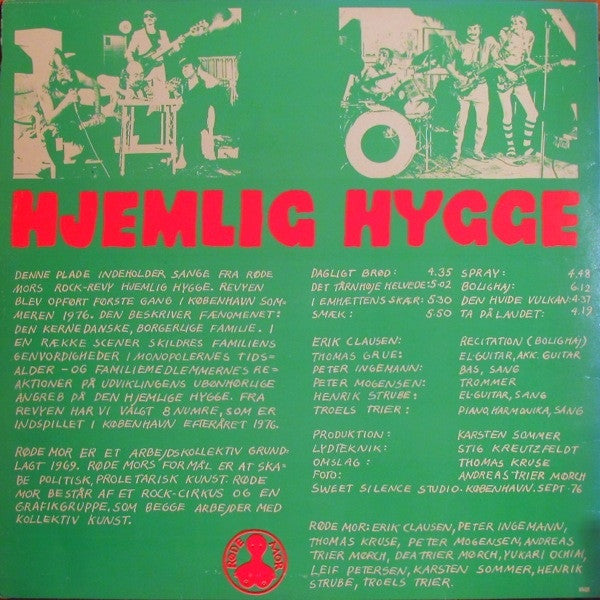 HJEMLIG HYGGE
DENNE PLADE INDEHOLDER SANGE FRA RØDE
MORS ROCK-REVY HJEMLIG HYGGE. REVYEN
BLEV OPFØRT FØRSTE GANG I KØBENHAVN SOM-
MEREN 1976. DEN BESKRIVER FÆNOMENET:
DEN KERNEDANSKE, BORGERLIGE FAMILIE. I
EN RÆKKE SCENER SKILDRES FAMILIENS
GENVORDIGHEDER I MONOPOLERNES TIDS-
ALDER - OG FAMILIEMEDLEMMERNES RE-
AKTIONER PÅ UDVIKLINGENS UBØNHØRLIGE
ANGREB PÅ DEN HJEMLIGE HYGGE. FRA
REVYEN HAR VI VALGT 8 NUMRE, SOM ER
INDSPILLET I KØBENHAVN EFTERÅRET 1976.
RØDE MOR ER ET ARBEJDSKOLLEKTIV GRUND-
LAGT 1969. RØDE MORS FORMÅL ER AT SKA-
BE POLITISK, PROLETARISK KUNST. RØDE
MOR BESTÅR AF ET ROCK-CIRKUS OG EN
GRAFIKGRUPPE, SOM BEGGE ARBEJDER MED
KOLLEKTIV KUNST.
DAGLIGT BRØD: 4.35 SPRAY: 4.48
DET TÅRNHØJE HELVEDE: 5.02 BOLIGHAJ: 6.12
I EMHÆTTENS SKÆR: 5.30 DEN HVIDE VULKAN: 4.37
SMÆK: 5.50 TA PÅ LAUDET: 4.19
ERIK CLAUSEN: RECITATION (BOLIGHAJ)
THOMAS GRUE: EL-GUITAR, AKK. GUITAR
PETER INGEMANN: BAS, SANG
PETER MOGENSEN: TROMMER
HENRIK STRUBE: EL-GUITAR, SANG
TROELS TRIER: PIANO, HARMONIKA, SANG
PRODUKTION: KARSTEN SOMMER
LYDTEKNIK: STIG KREUTZFELDT
OMSLAG: THOMAS KRUSE
FOTO: ANDREAS TRIER MØRCH
SWEET SILENCE STUDIO. KØBENHAVN. SEPT 76
RØDE MOR: ERIK CLAUSEN, PETER INGEMANN,
THOMAS KRUSE, PETER MOGENSEN, ANDREAS
TRIER MØRCH, DEA TRIER MØRCH, YUKARI OCHIAI,
LEIF PETERSEN, KARSTEN SOMMER, HENRIK
STRUBE, TROELS TRIER.
RØDE MOR